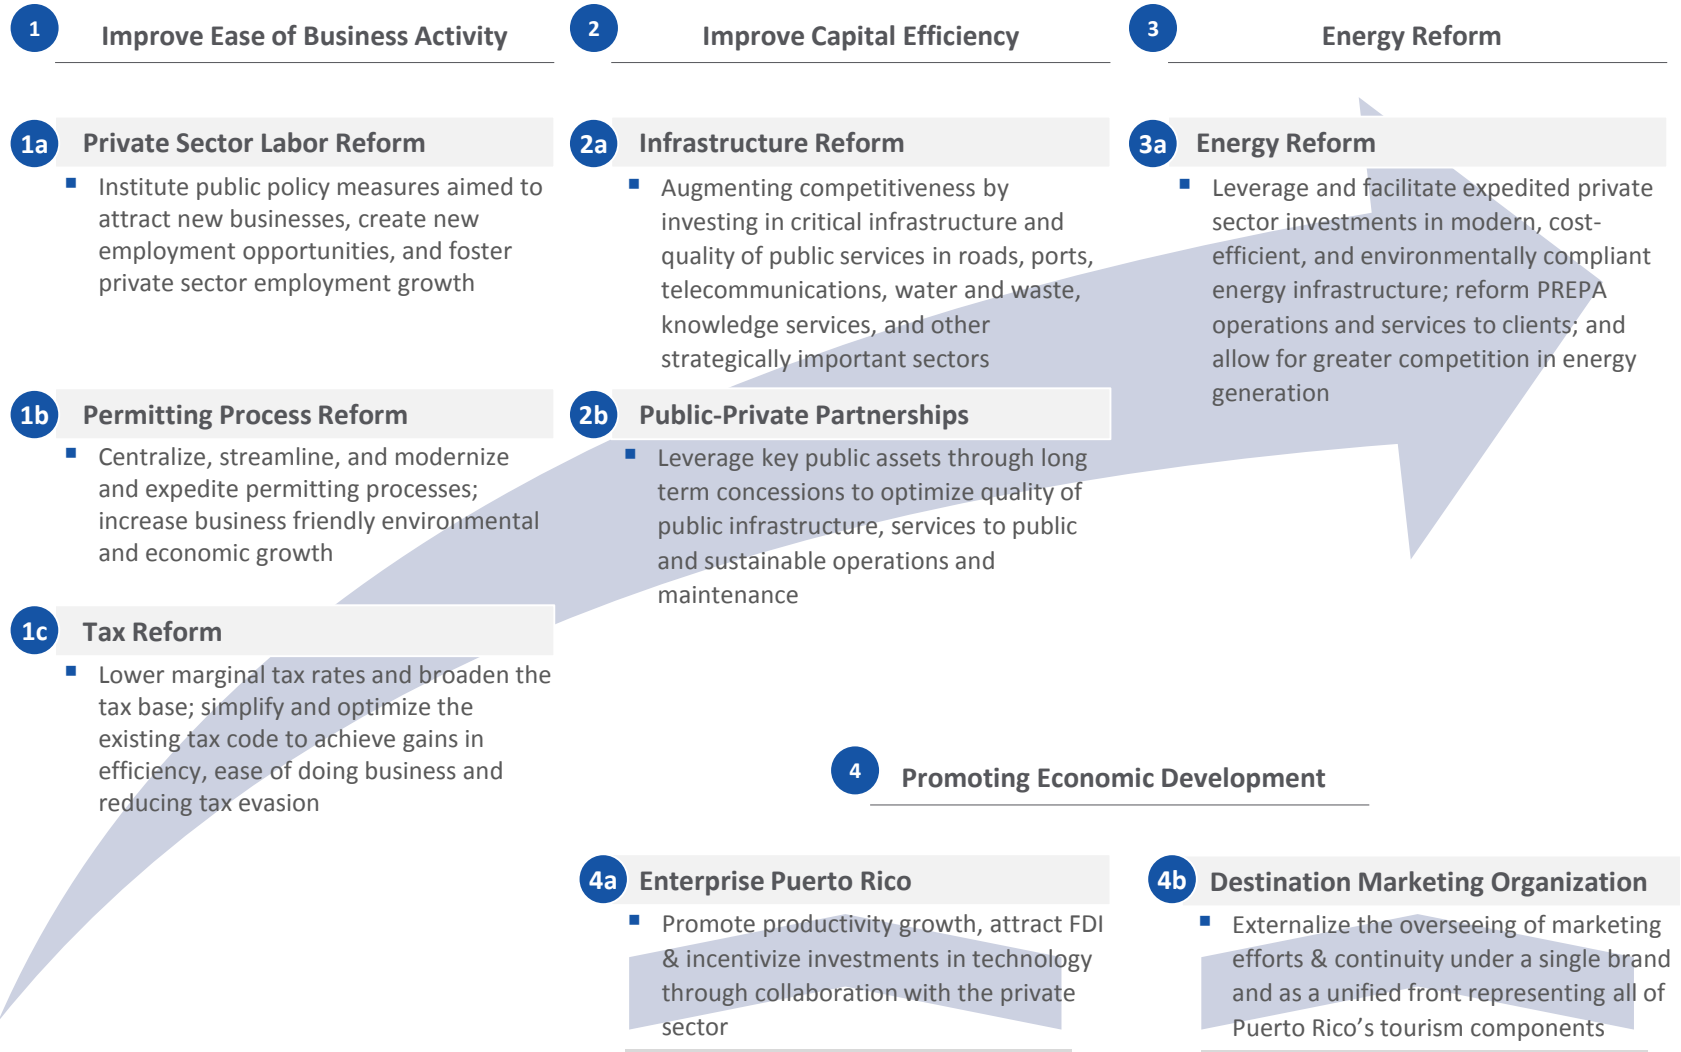 1
Improve Ease of Business Activity
1a
Private Sector Labor Reform
Institute public policy measures aimed to
attract new businesses, create new
employment opportunities, and foster
private sector employment growth
1b
Permitting Process Reform
Centralize, streamline, and modernize
and expedite permitting processes;
increase business friendly environmental
and economic growth
1c
Tax Reform
Lower marginal tax rates and broaden the
tax base; simplify and optimize the
existing tax code to achieve gains in
efficiency, ease of doing business and
reducing tax evasion
2
Improve Capital Efficiency
2a
Infrastructure Reform
Augmenting competitiveness by
investing in critical infrastructure and
quality of public services in roads, ports,
telecommunications, water and waste,
knowledge services, and other
strategically important sectors
2b
Public-Private Partnerships
Leverage key public assets through long
term concessions to optimize quality of
public infrastructure, services to public
and sustainable operations and
maintenance
3
Energy Reform
3a
Energy Reform
Leverage and facilitate expedited private
sector investments in modern, cost-
efficient, and environmentally compliant
energy infrastructure; reform PREPA
operations and services to clients; and
allow for greater competition in energy
generation
4
Promoting Economic Development
4a
Enterprise Puerto Rico
Promote productivity growth, attract FDI
& incentivize investments in technology
through collaboration with the private
sector
4b
Destination Marketing Organization
Externalize the overseeing of marketing
efforts & continuity under a single brand
and as a unified front representing all of
Puerto Rico’s tourism components